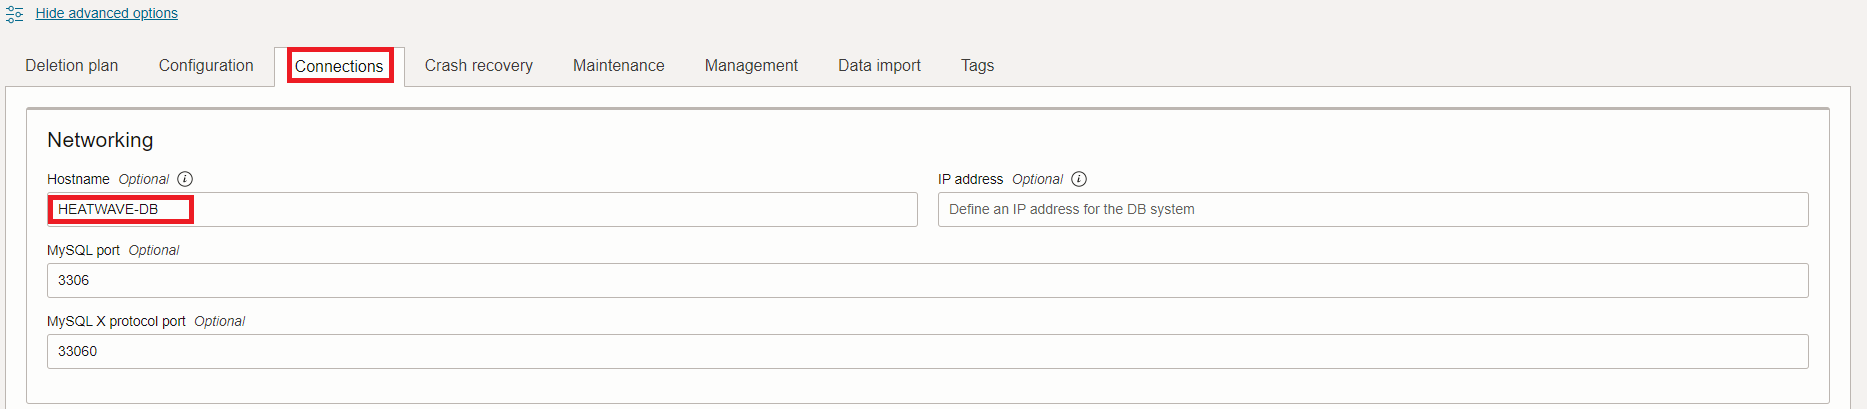 Hide advanced options
Deletion plan Configuration Connections Crash recovery Maintenance Management Data import Tags
Networking
Hostname Optional IP address Optional
HEATWAVE-DB Define an IP address for the DB system
MySQL port Optional
3306
MySQL X protocol port Optional
33060